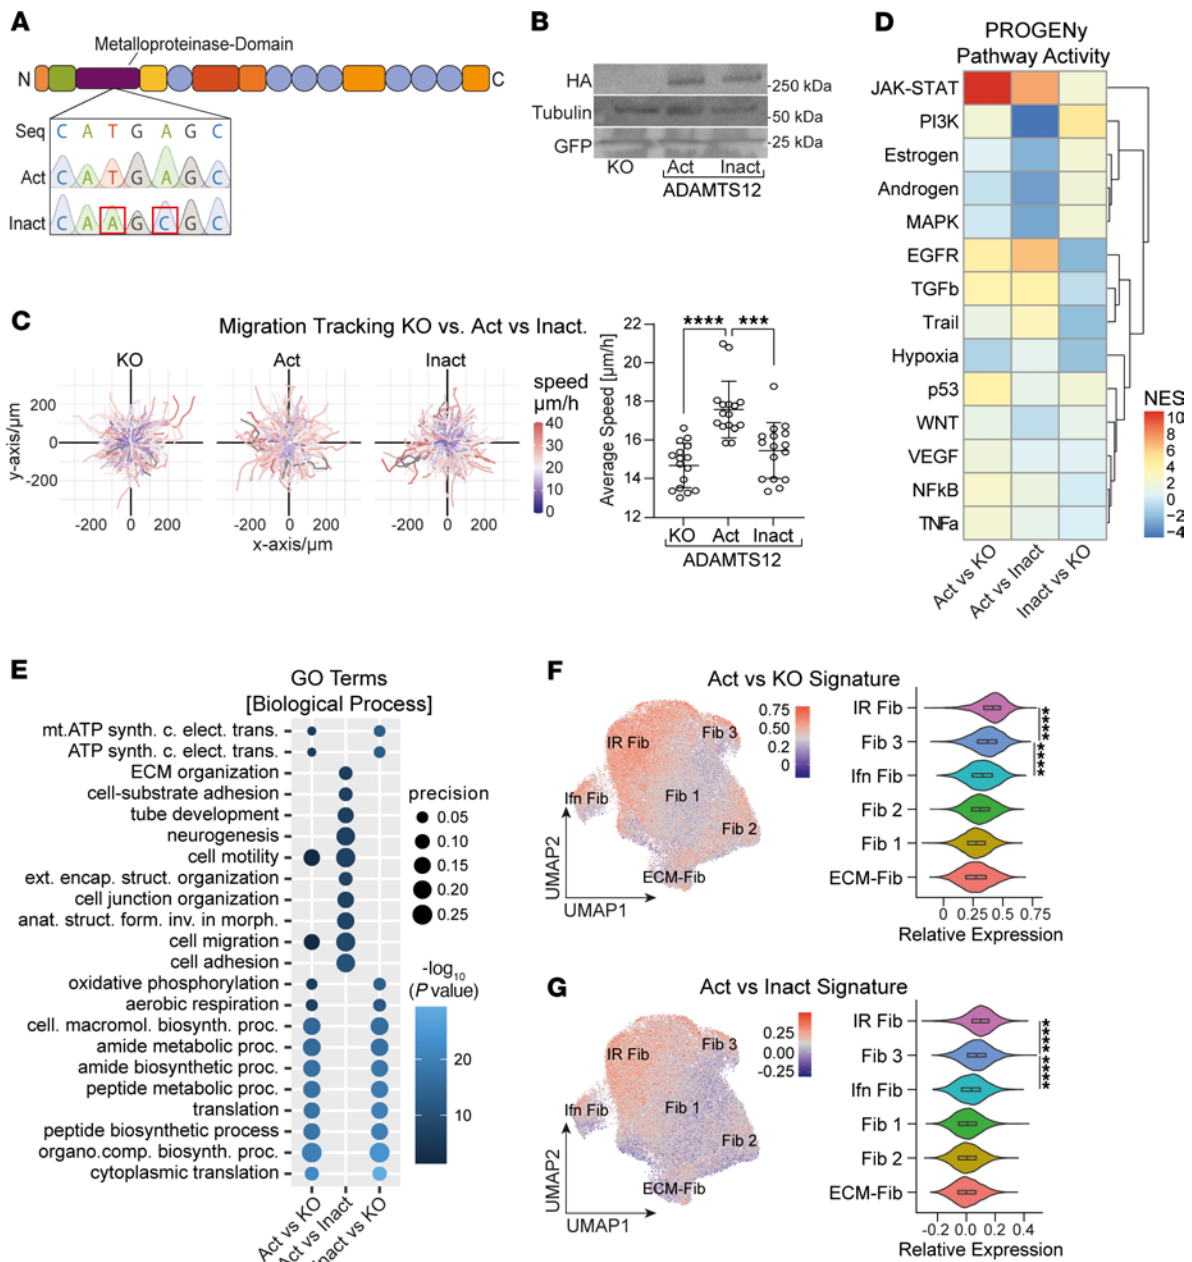 A
Metalloproteinase-Domain
N
C
Seq C A T G A G C
Act C A T G A G C
Inact C A A G C G C
B
HA
-250 kDa
Tubulin
-50 kDa
GFP
-25 kDa
KO Act Inact
ADAMTS12
C
Migration Tracking KO vs. Act vs Inact.
KO Act Inact
speed
μm/h
40
30
20
10
0
y-axis/μm
200
0
-200
-200 0 200 -200 0 200 -200 0 200
x-axis/μm
Average Speed [μm/h]
22
20
18
16
14
12
**** ***
KO Act Inact
ADAMTS12
D
PROGENy
Pathway Activity
JAK-STAT
PI3K
Estrogen
Androgen
MAPK
EGFR
TGFb
Trail
Hypoxia
p53
WNT
VEGF
NFkB
TNFa
Act vs KO
Act vs Inact
Inact vs KO
NES
10
8
6
4
2
0
-2
-4
E
GO Terms
[Biological Process]
mt.ATP synth. c. elect. trans.
ATP synth. c. elect. trans.
ECM organization
cell-substrate adhesion
tube development
neurogenesis
cell motility
ext. encap. struct. organization
cell junction organization
anat. struct. form. inv. in morph.
cell migration
cell adhesion
oxidative phosphorylation
aerobic respiration
cell. macromol. biosynth. proc.
amide metabolic proc.
amide biosynthetic proc.
peptide metabolic proc.
translation
peptide biosynthetic process
organo.comp. biosynth. proc.
cytoplasmic translation
Act vs KO
Act vs Inact
Inact vs KO
precision
0.05
0.10
0.15
0.20
0.25
-log10
(P value)
20
10
F
Act vs KO Signature
IR Fib
Fib 3
Ifn Fib
Fib 1
Fib 2
ECM-Fib
UMAP2
UMAP1
0.75
0.50
0.25
0
IR Fib
Fib 3
Ifn Fib
Fib 2
Fib 1
ECM-Fib
****
****
0 0.25 0.5 0.75
Relative Expression
G
Act vs Inact Signature
IR Fib
Fib 3
Ifn Fib
Fib 1
Fib 2
ECM-Fib
UMAP2
UMAP1
0.25
0.00
-0.25
IR Fib
Fib 3
Ifn Fib
Fib 1
Fib 2
ECM-Fib
****
****
-0.2 0.0 0.2 0.4
Relative Expression